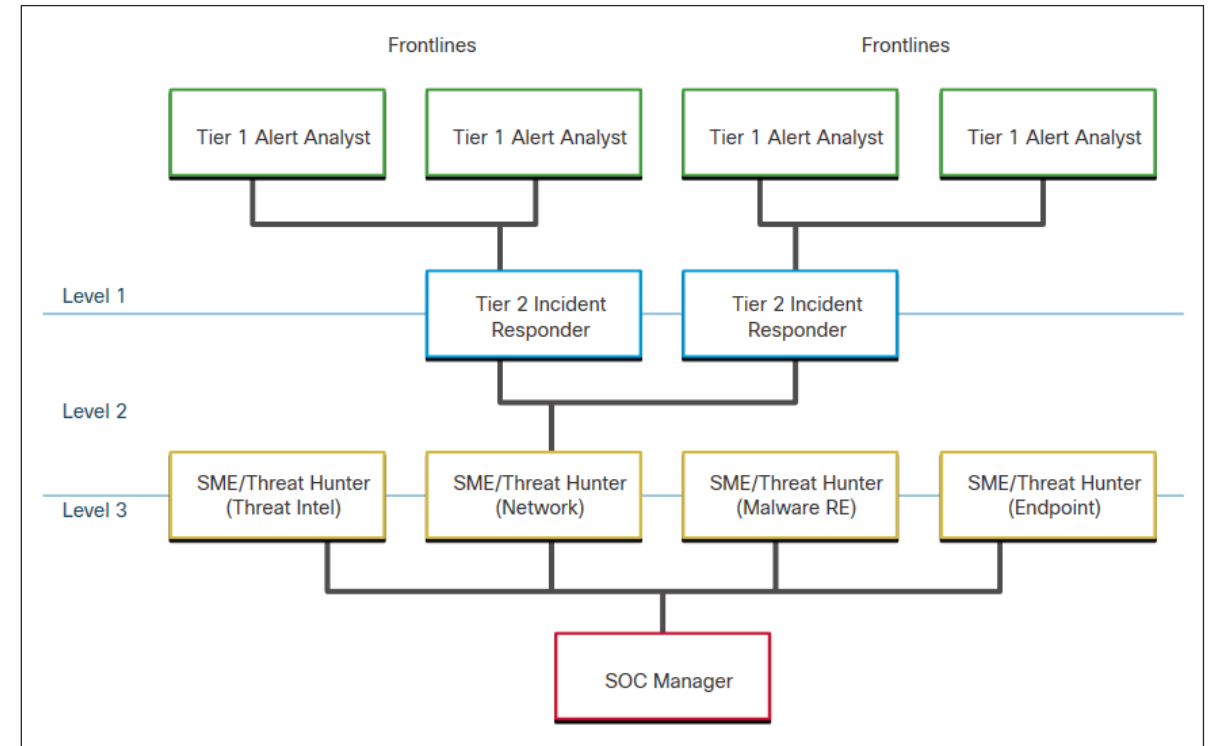 Frontlines
Frontlines
Tier 1 Alert Analyst
Tier 1 Alert Analyst
Tier 1 Alert Analyst
Tier 1 Alert Analyst
Level 1
Tier 2 Incident
Responder
Tier 2 Incident
Responder
Level 2
SME/Threat Hunter
(Threat Intel)
SME/Threat Hunter
(Network)
SME/Threat Hunter
(Malware RE)
SME/Threat Hunter
(Endpoint)
Level 3
SOC Manager